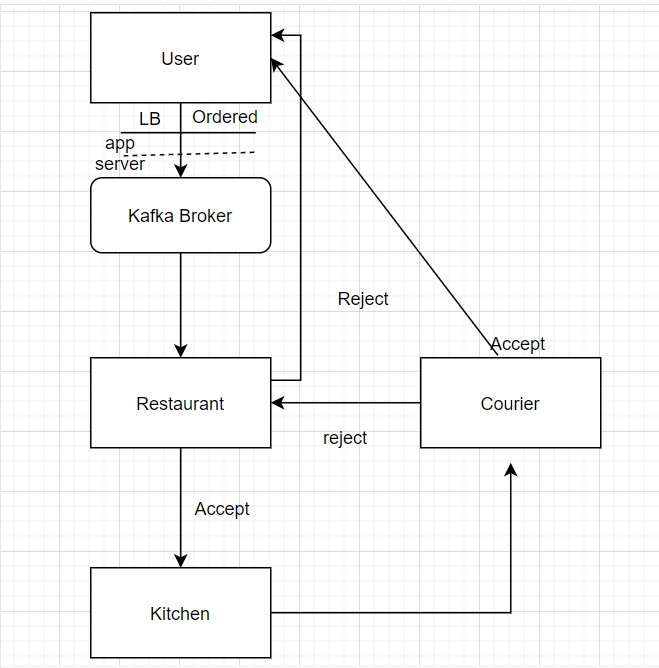 User
LB
Ordered
app
server
Kafka Broker
Reject
Accept
Restaurant
Courier
reject
Accept
Kitchen